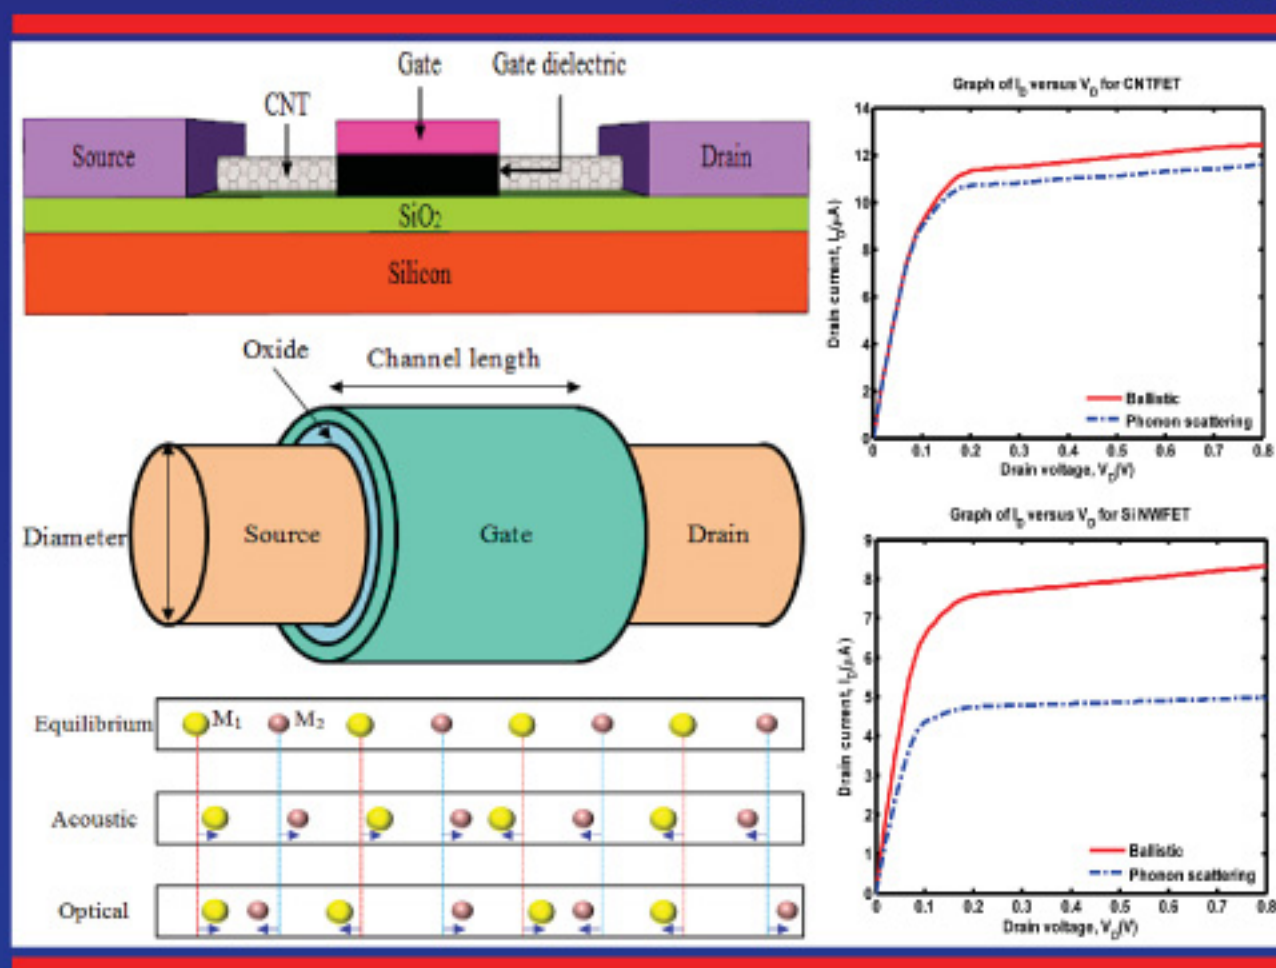 Gate
Gate dielectric
CNT
Source
Drain
SiO2
Silicon
Oxide
Channel length
Diameter
Source
Gate
Drain
Equilibrium
M1
M2
Acoustic
Optical
Graph of ID versus VD for CNTFET
Drain current, ID(μA)
14
12
10
8
6
4
2
0
0 0.1 0.2 0.3 0.4 0.5 0.6 0.7 0.8
Drain voltage, VD(V)
Ballistic
Phonon scattering
Graph of ID versus VD for SiNWFET
Drain current, ID(μA)
9
8
7
6
5
4
3
2
1
0
0 0.1 0.2 0.3 0.4 0.5 0.6 0.7 0.8
Drain voltage, VD(V)
Ballistic
Phonon scattering